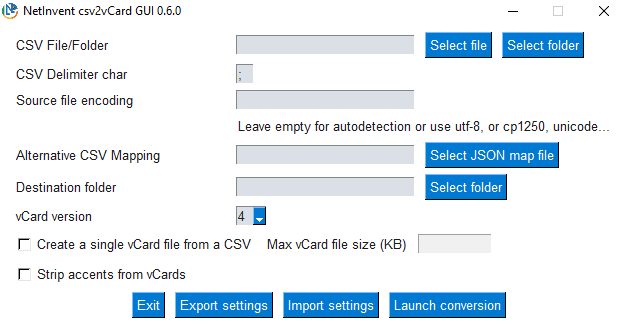 NetInvent csv2vCard GUI 0.6.0
CSV File/Folder Select file Select folder
CSV Delimiter char ;
Source file encoding
Leave empty for autodetection or use utf-8, or cp1250, unicode...
Alternative CSV Mapping Select JSON map file
Destination folder Select folder
vCard version 4
Create a single vCard file from a CSV Max vCard file size (KB)
Strip accents from vCards
Exit Export settings Import settings Launch conversion